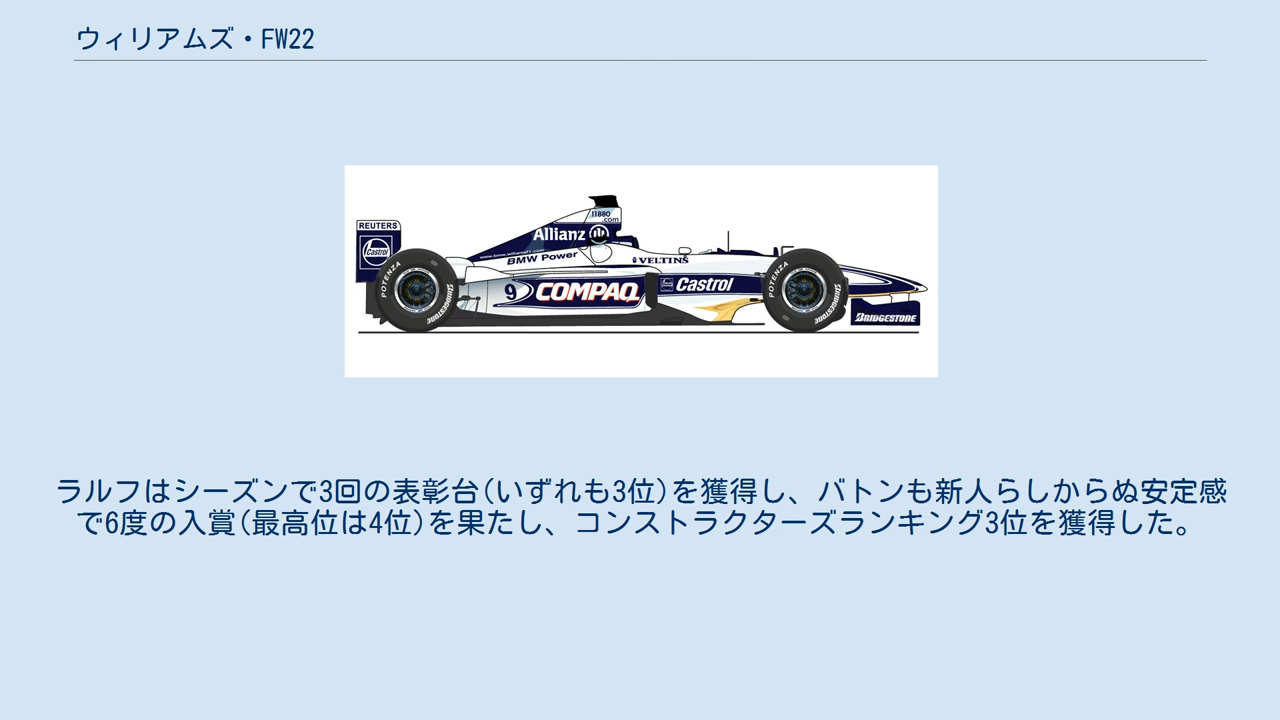 ウィリアムズ・FW22
11880
.com
REUTERS
Allianz
Castrol
www.bmw.williamsf1.com
BMW Power
VELTINS
POTENZA
POTENZA
9
COMPAQ
Castrol
BRIDGESTONE
BRIDGESTONE
BRIDGESTONE
ラルフはシーズンで3回の表彰台(いずれも3位)を獲得し、バトンも新人らしからぬ安定感
で6度の入賞(最高位は4位)を果たし、コンストラクターズランキング3位を獲得した。